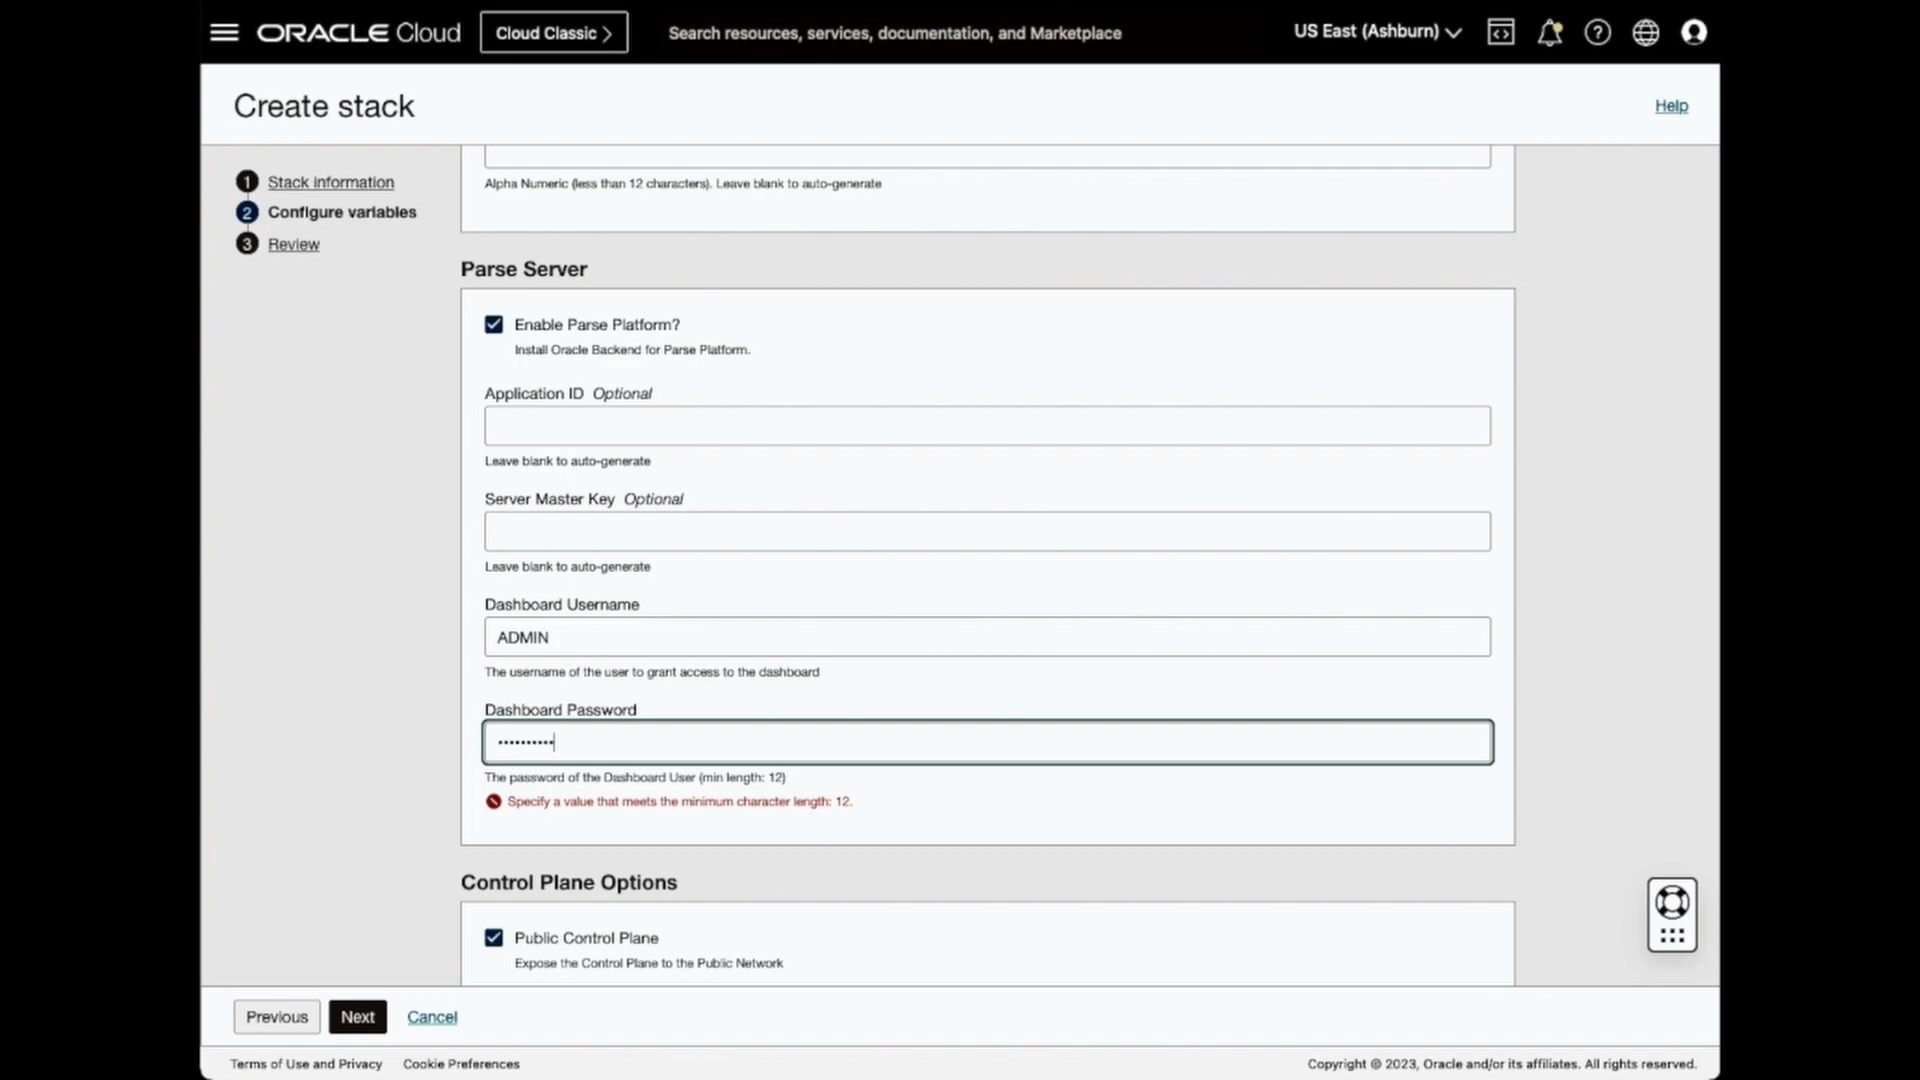 ORACLE Cloud
Cloud Classic >
Search resources, services, documentation, and Marketplace
US East (Ashburn)
Create stack
Help
1 Stack information
2 Configure variables
3 Review
Alpha Numeric (less than 12 characters). Leave blank to auto-generate
Parse Server
Enable Parse Platform?
Install Oracle Backend for Parse Platform.
Application ID Optional
Leave blank to auto-generate
Server Master Key Optional
Leave blank to auto-generate
Dashboard Username
ADMIN
The username of the user to grant access to the dashboard
Dashboard Password
••••••••••
The password of the Dashboard User (min length: 12)
Specify a value that meets the minimum character length: 12.
Control Plane Options
Public Control Plane
Expose the Control Plane to the Public Network
Previous
Next
Cancel
Terms of Use and Privacy
Cookie Preferences
Copyright © 2023, Oracle and/or its affiliates. All rights reserved.